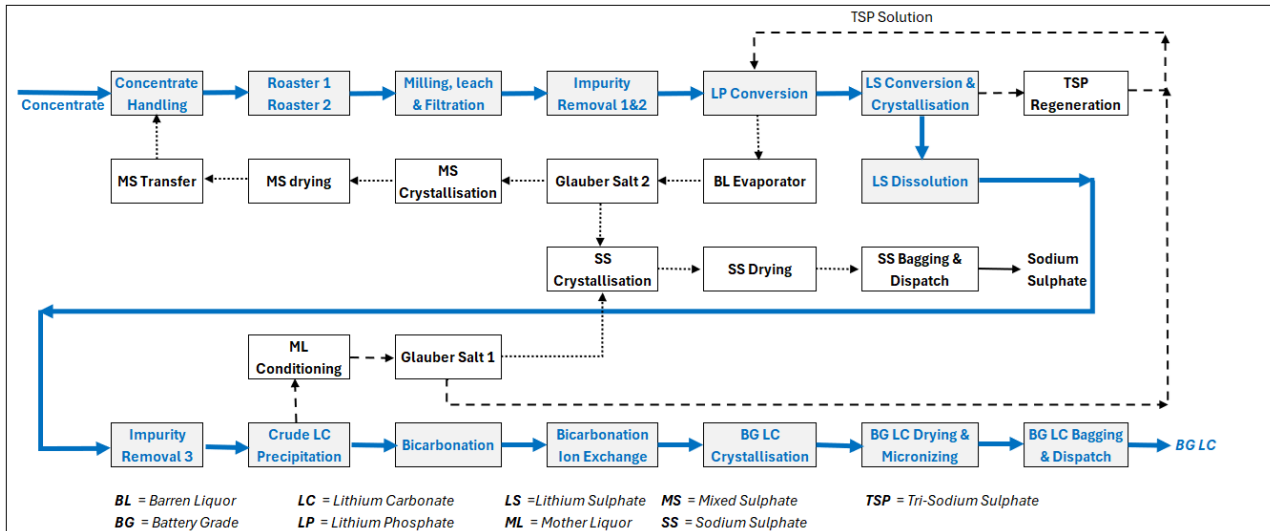 TSP Solution
Concentrate
Concentrate
Handling
Roaster 1
Roaster 2
Milling, leach
& Filtration
Impurity
Removal 1&2
LP Conversion
LS Conversion &
Crystallisation
TSP
Regeneration
MS Transfer
MS drying
MS
Crystallisation
Glauber Salt 2
BL Evaporator
LS Dissolution
SS
Crystallisation
SS Drying
SS Bagging &
Dispatch
Sodium
Sulphate
ML
Conditioning
Glauber Salt 1
Impurity
Removal 3
Crude LC
Precipitation
Bicarbonation
Bicarbonation
Ion Exchange
BG LC
Crystallisation
BG LC Drying &
Micronizing
BG LC Bagging
& Dispatch
BG LC
BL = Barren Liquor LC = Lithium Carbonate LS =Lithium Sulphate MS = Mixed Sulphate TSP = Tri-Sodium Sulphate
BG = Battery Grade LP = Lithium Phosphate ML = Mother Liquor SS = Sodium Sulphate